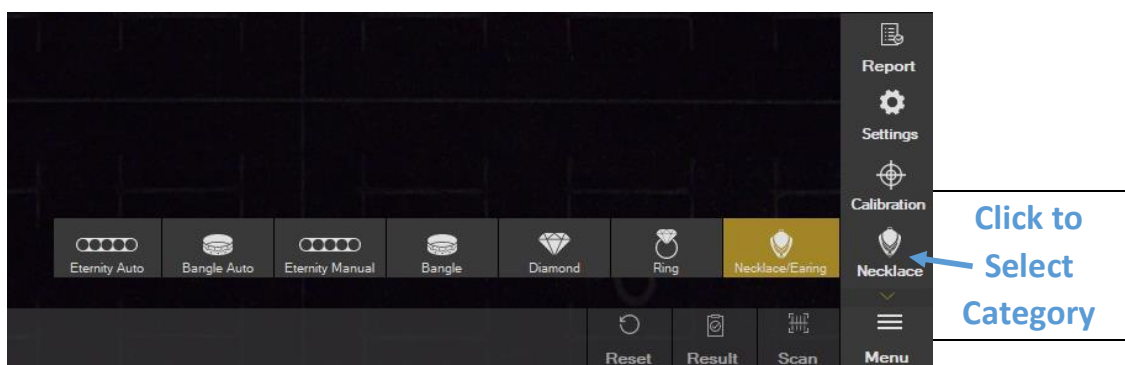 Report
Settings
Calibration
Eternity Auto
Bangle Auto
Eternity Manual
Bangle
Diamond
Ring
Necklace/Earing
Necklace
Click to
Select
Category
Reset
Result
Scan
Menu